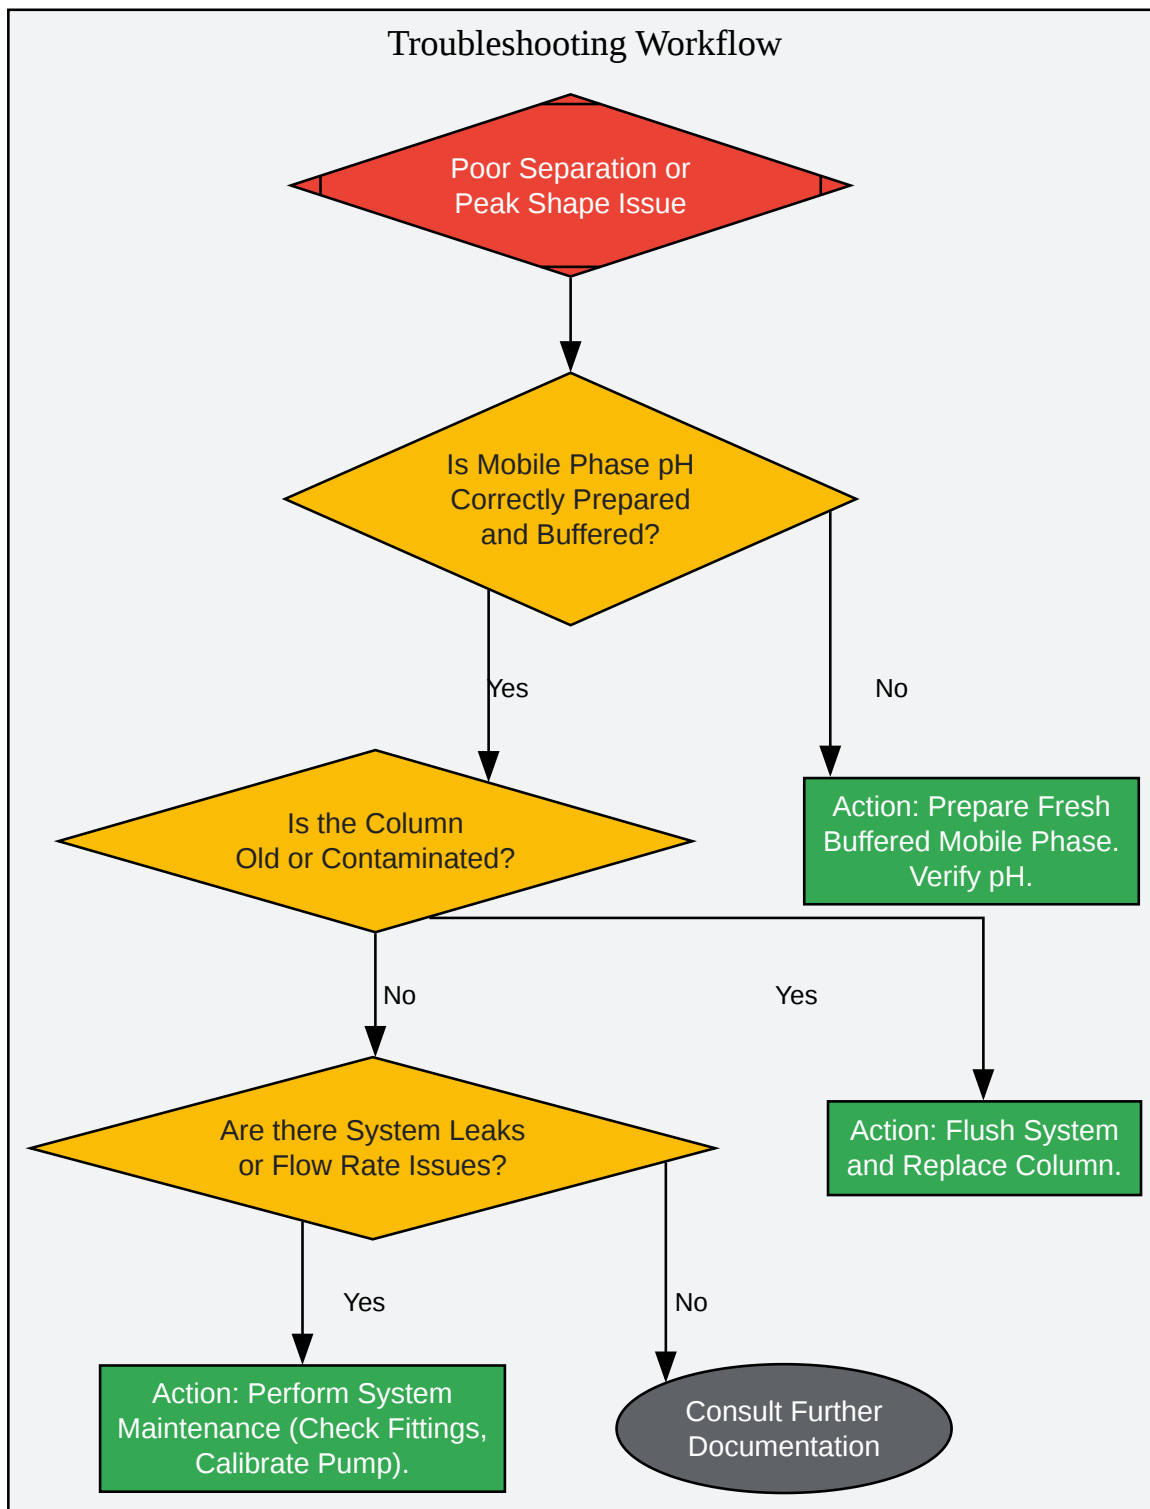 Troubleshooting Workflow
Poor Separation or
Peak Shape Issue
Is Mobile Phase pH
Correctly Prepared
and Buffered?
Yes
No
Is the Column
Old or Contaminated?
Action: Prepare Fresh
Buffered Mobile Phase.
Verify pH.
No
Yes
Are there System Leaks
or Flow Rate Issues?
Action: Flush System
and Replace Column.
Yes
No
Action: Perform System
Maintenance (Check Fittings,
Calibrate Pump).
Consult Further
Documentation